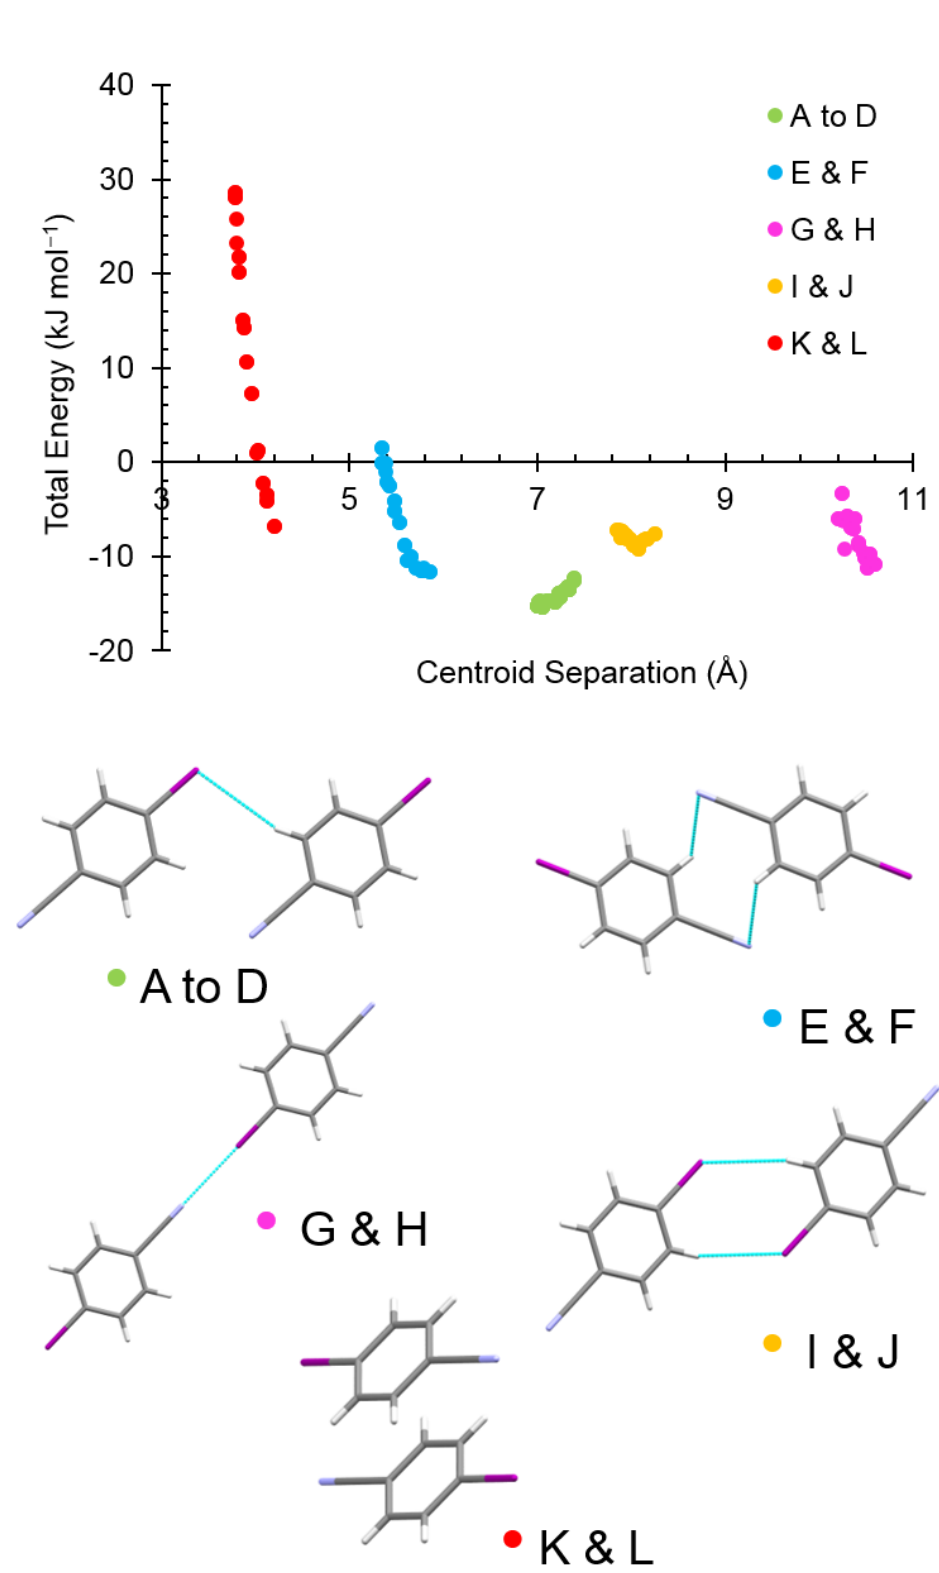 40
30
20
10
0
-10
-20
3
5
7
9
11
Total Energy (kJ mol⁻¹)
Centroid Separation (Å)
A to D
E & F
G & H
I & J
K & L
A to D
E & F
G & H
I & J
K & L